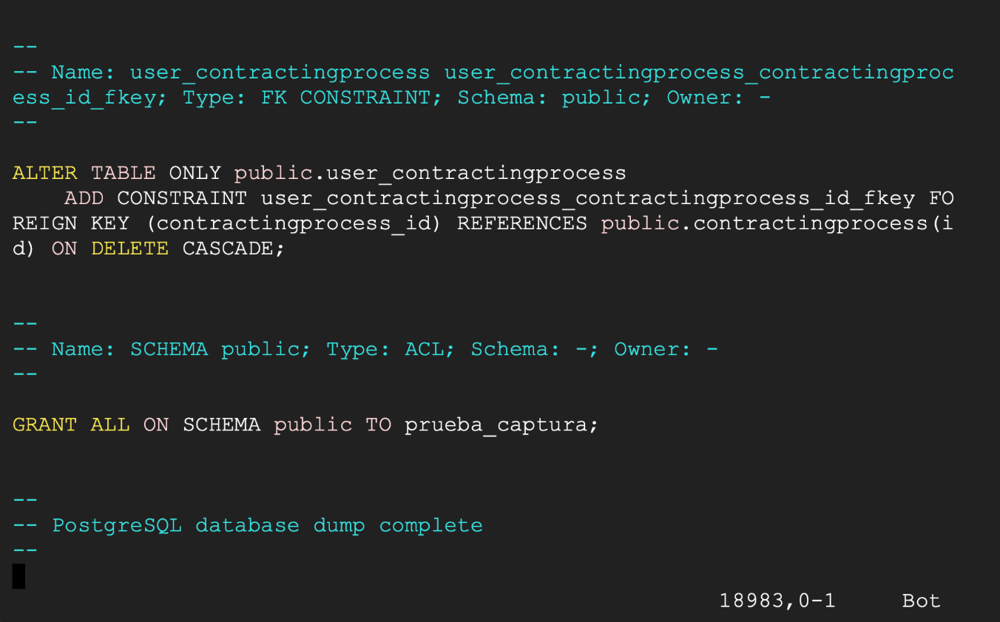 --
-- Name: user_contractingprocess user_contractingprocess_contractingproc
ess_id_fkey; Type: FK CONSTRAINT; Schema: public; Owner: -
--
ALTER TABLE ONLY public.user_contractingprocess
    ADD CONSTRAINT user_contractingprocess_contractingprocess_id_fkey FO
REIGN KEY (contractingprocess_id) REFERENCES public.contractingprocess(i
d) ON DELETE CASCADE;
--
-- Name: SCHEMA public; Type: ACL; Schema: -; Owner: -
--
GRANT ALL ON SCHEMA public TO prueba_captura;
--
-- PostgreSQL database dump complete
--
18983,0-1     Bot